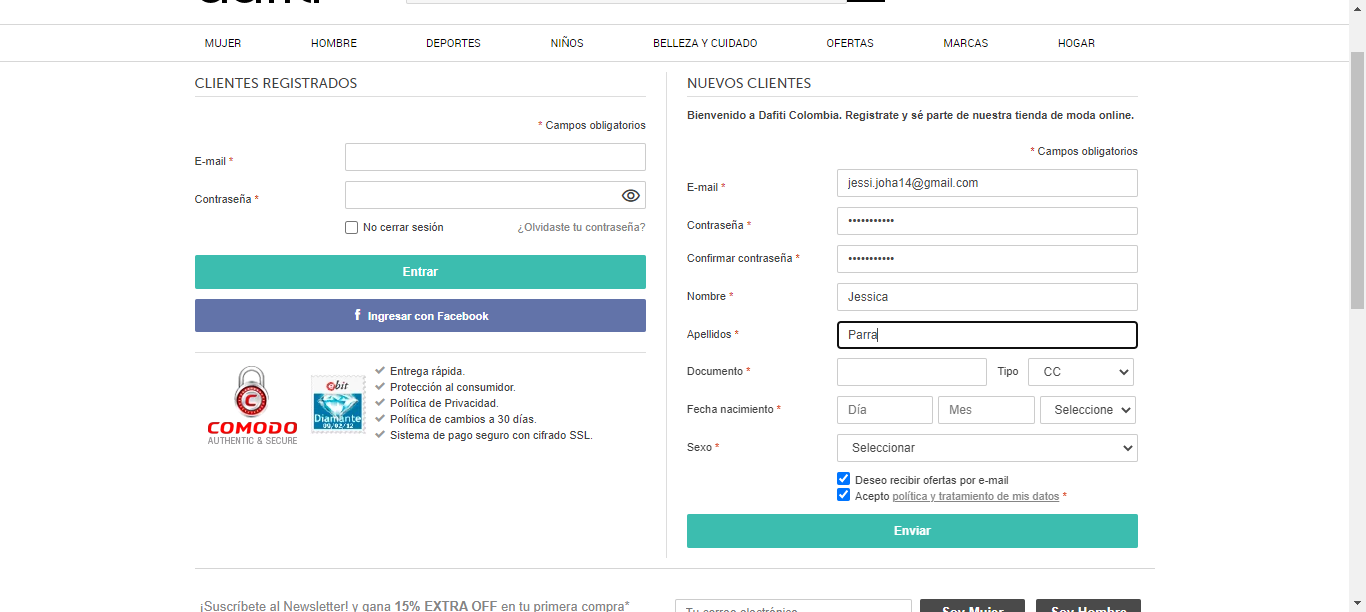 MUJER HOMBRE DEPORTES NIÑOS BELLEZA Y CUIDADO OFERTAS MARCAS HOGAR
CLIENTES REGISTRADOS
* Campos obligatorios
E-mail *
Contraseña *
No cerrar sesión ¿Olvidaste tu contraseña?
Entrar
f Ingresar con Facebook
COMODO
AUTHENTIC & SECURE
ebit
Diamante
09/02/12
Entrega rápida.
Protección al consumidor.
Política de Privacidad.
Política de cambios a 30 días.
Sistema de pago seguro con cifrado SSL.
NUEVOS CLIENTES
Bienvenido a Dafiti Colombia. Registrate y sé parte de nuestra tienda de moda online.
* Campos obligatorios
E-mail * jessi.joha14@gmail.com
Contraseña * •••••••••••
Confirmar contraseña * •••••••••••
Nombre * Jessica
Apellidos * Parra
Documento * Tipo CC
Fecha nacimiento * Día Mes Seleccione
Sexo * Seleccionar
Deseo recibir ofertas por e-mail
Acepto política y tratamiento de mis datos *
Enviar
¡Suscríbete al Newsletter! y gana 15% EXTRA OFF en tu primera compra* Tu correo electrónico Soy Mujer Soy Hombre